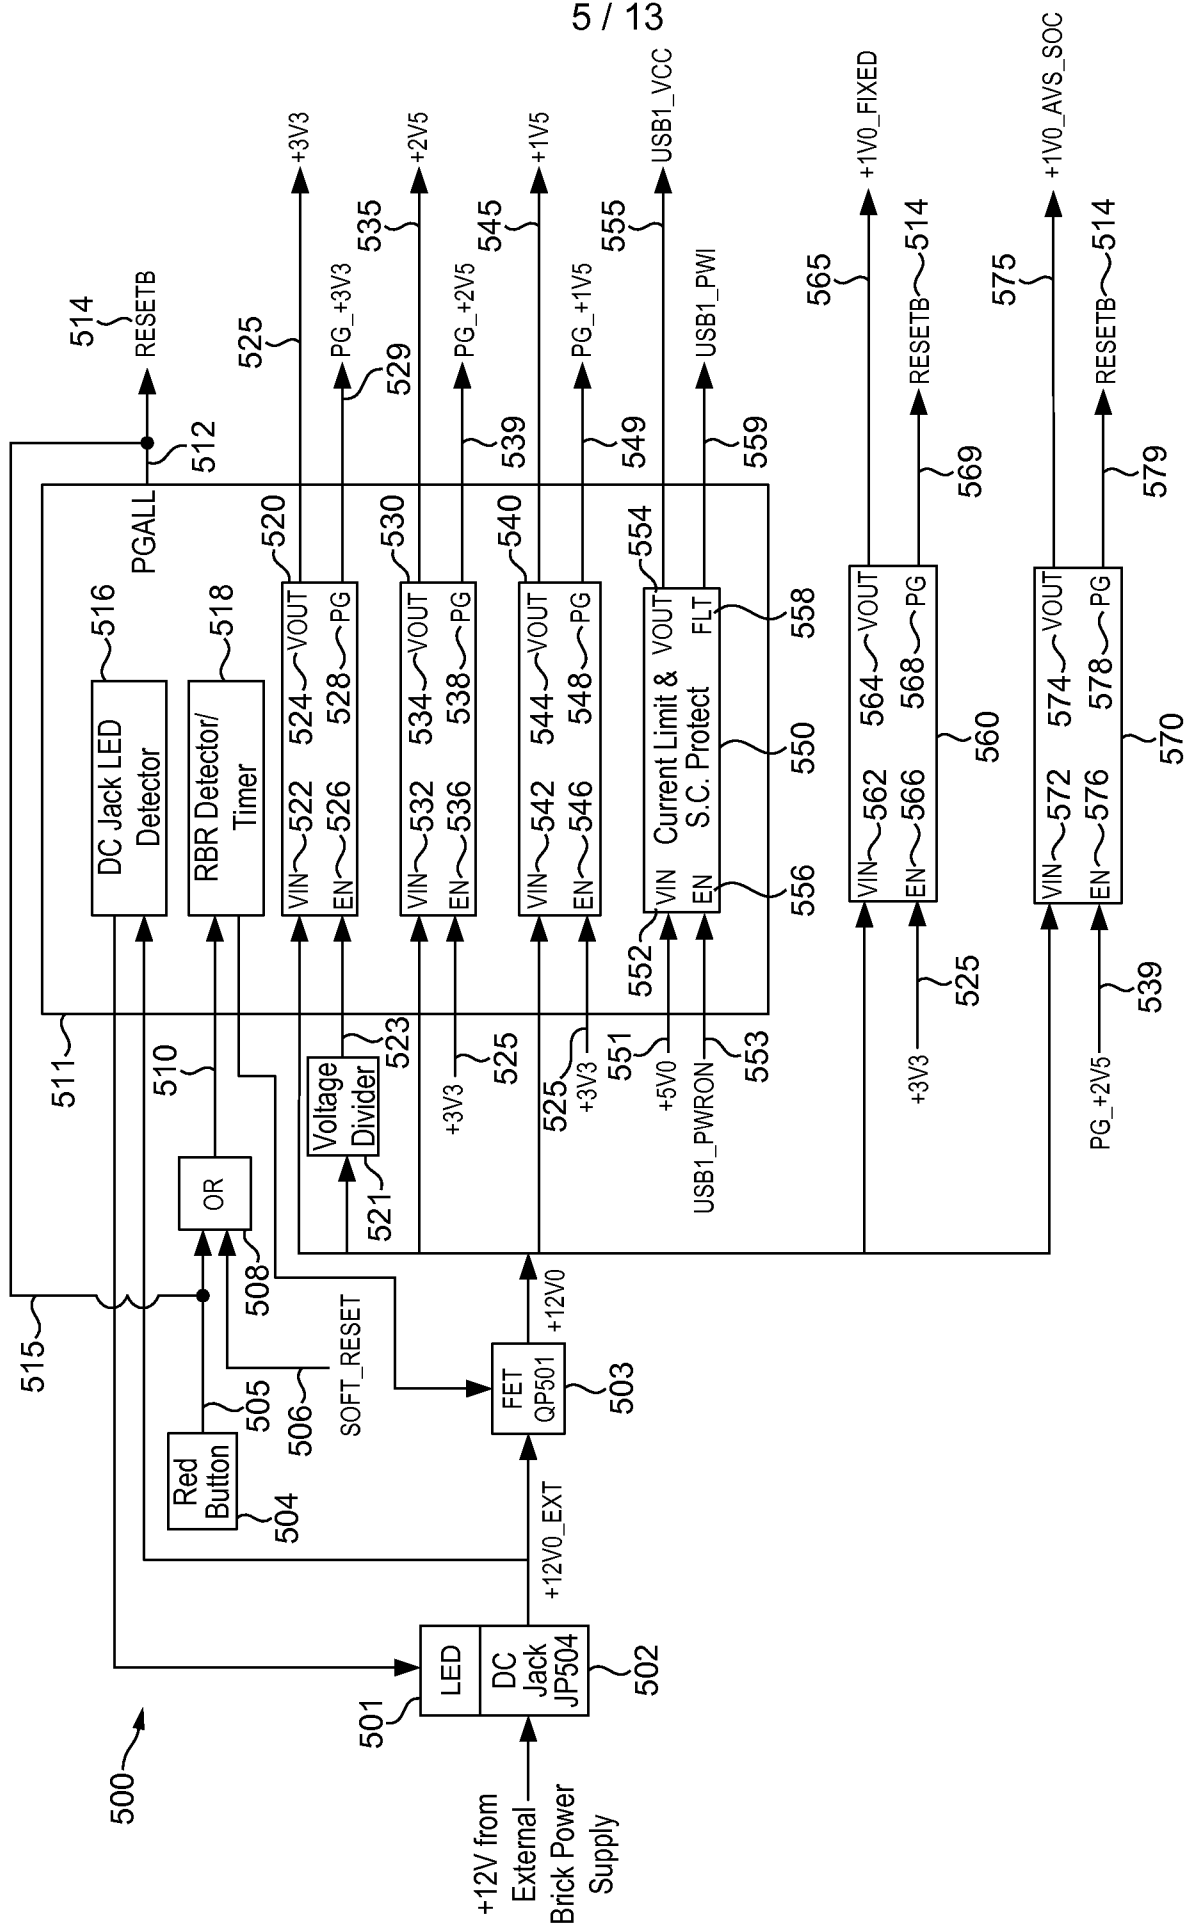 5 / 13
500
+12V from
External
Brick Power
Supply
501
LED
DC
Jack
JP504
502
+12V0_EXT
515
Red
Button
504
505
506
SOFT_RESET
FET
QP501
503
+12V0
508
OR
510
511
521
Voltage
Divider
523
+3V3
525
525
+3V3
551
+5V0
USB1_PWRON
553
+3V3
525
PG_+2V5
539
DC Jack LED
Detector
516
RBR Detector/
Timer
518
PGALL
512
514
RESETB
VIN
522
524
VOUT
520
EN
526
528
PG
525
+3V3
529
PG_+3V3
VIN
532
534
VOUT
530
EN
536
538
PG
535
+2V5
539
PG_+2V5
VIN
542
544
VOUT
540
EN
546
548
PG
545
+1V5
549
PG_+1V5
552
VIN
Current Limit &
VOUT
554
EN
S.C. Protect
FLT
556
550
558
555
USB1_VCC
559
USB1_PWI
VIN
562
564
VOUT
EN
566
568
PG
560
565
+1V0_FIXED
569
RESETB
514
VIN
572
574
VOUT
EN
576
578
PG
570
575
+1V0_AVS_SOC
579
RESETB
514